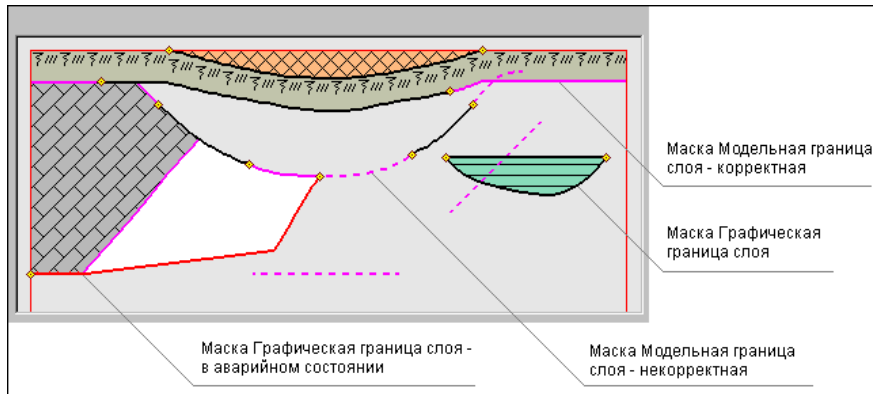 Маска Модельная граница
слоя - корректная
Маска Графическая
граница слоя
Маска Графическая граница слоя -
в аварийном состоянии
Маска Модельная граница
слоя - некорректная